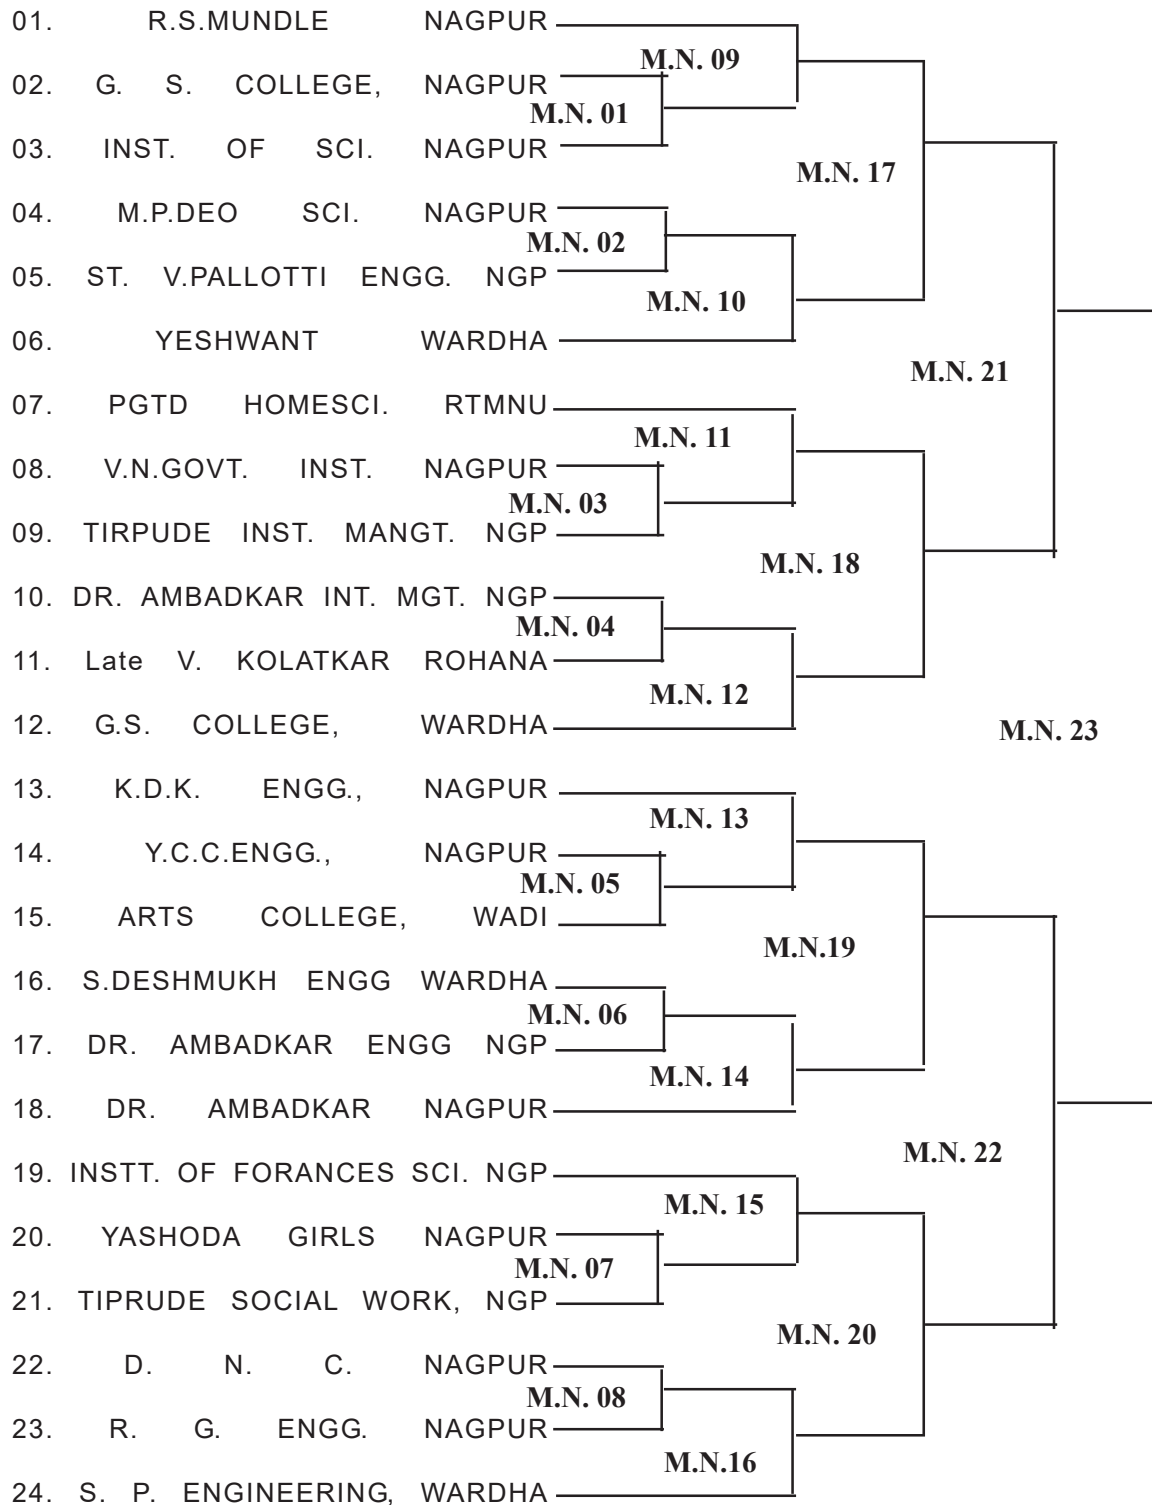 01. R.S.MUNDLE NAGPUR
M.N. 09
02. G. S. COLLEGE, NAGPUR
M.N. 01
03. INST. OF SCI. NAGPUR
M.N. 17
04. M.P.DEO SCI. NAGPUR
M.N. 02
05. ST. V.PALLOTTI ENGG. NGP
M.N. 10
06. YESHWANT WARDHA
M.N. 21
07. PGTD HOMESCI. RTMNU
M.N. 11
08. V.N.GOVT. INST. NAGPUR
M.N. 03
09. TIRPUDE INST. MANGT. NGP
M.N. 18
10. DR. AMBADKAR INT. MGT. NGP
M.N. 04
11. Late V. KOLATKAR ROHANA
M.N. 12
12. G.S. COLLEGE, WARDHA
M.N. 23
13. K.D.K. ENGG., NAGPUR
M.N. 13
14. Y.C.C.ENGG., NAGPUR
M.N. 05
15. ARTS COLLEGE, WADI
M.N.19
16. S.DESHMUKH ENGG WARDHA
M.N. 06
17. DR. AMBADKAR ENGG NGP
M.N. 14
18. DR. AMBADKAR NAGPUR
M.N. 22
19. INSTT. OF FORANCES SCI. NGP
M.N. 15
20. YASHODA GIRLS NAGPUR
M.N. 07
21. TIPRUDE SOCIAL WORK, NGP
M.N. 20
22. D. N. C. NAGPUR
M.N. 08
23. R. G. ENGG. NAGPUR
M.N.16
24. S. P. ENGINEERING, WARDHA